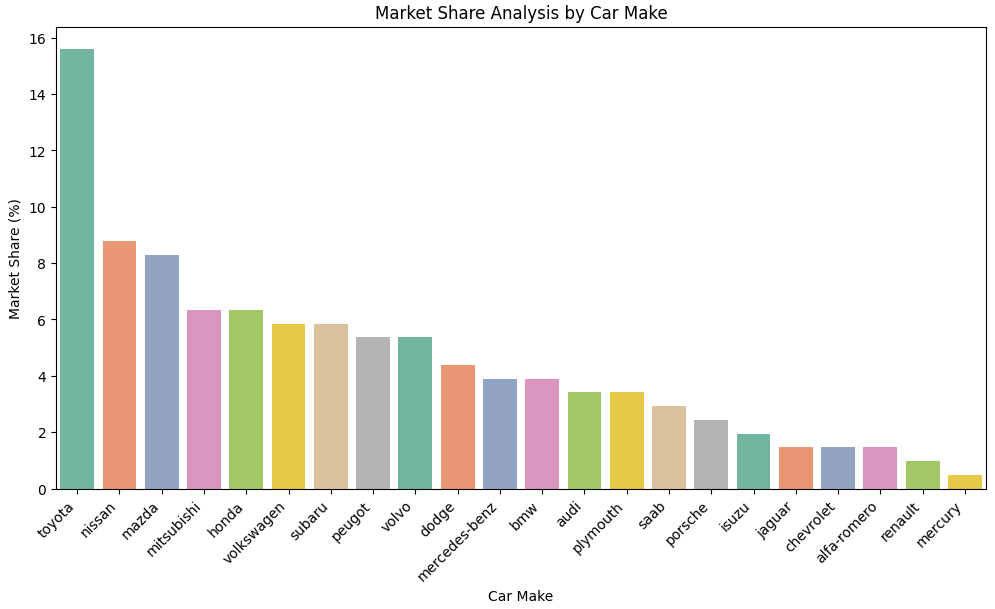 Market Share Analysis by Car Make
Market Share (%)
16
14
12
10
8
6
4
2
0
toyota
nissan
mazda
mitsubishi
honda
volkswagen
subaru
peugot
volvo
dodge
mercedes-benz
bmw
audi
plymouth
saab
porsche
isuzu
jaguar
chevrolet
alfa-romero
renault
mercury
Car Make